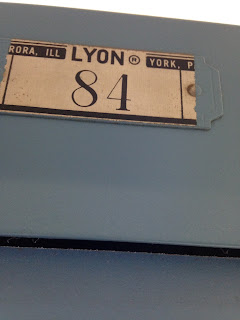 RORA, ILL LYON® YORK, P
84